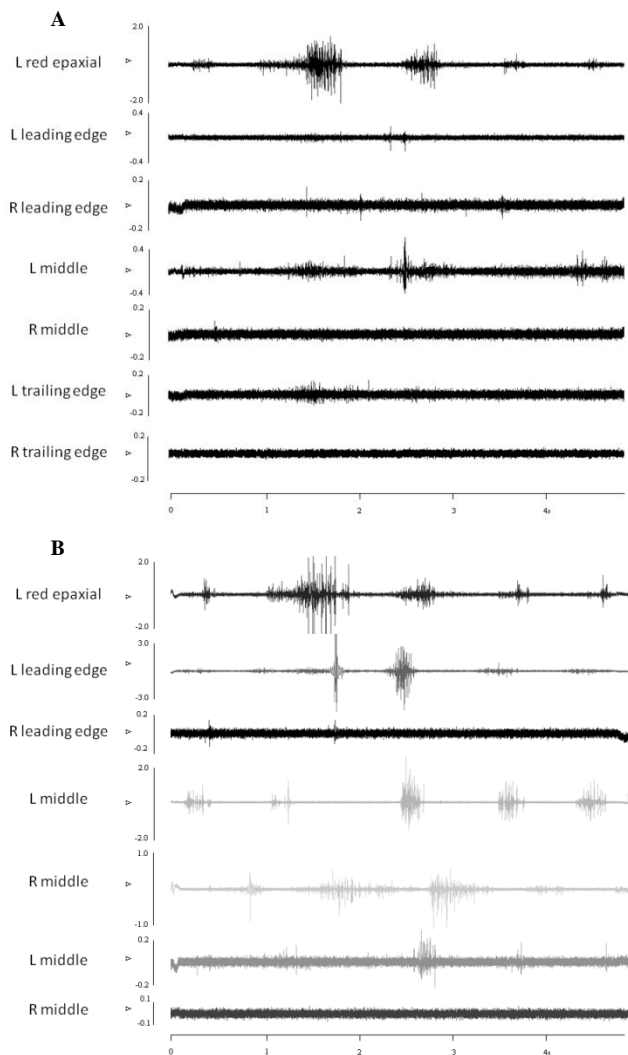 A
2.0
L red epaxial
-2.0
0.4
L leading edge
-0.4
0.2
R leading edge
-0.2
0.4
L middle
-0.4
0.2
R middle
-0.2
0.2
L trailing edge
-0.2
0.2
R trailing edge
-0.2
0 1 2 3 4s
B
2.0
L red epaxial
-2.0
3.0
L leading edge
-3.0
0.2
R leading edge
-0.2
2.0
L middle
-2.0
1.0
R middle
-1.0
0.2
L middle
-0.2
0.1
R middle
-0.1
0 1 2 3 4s